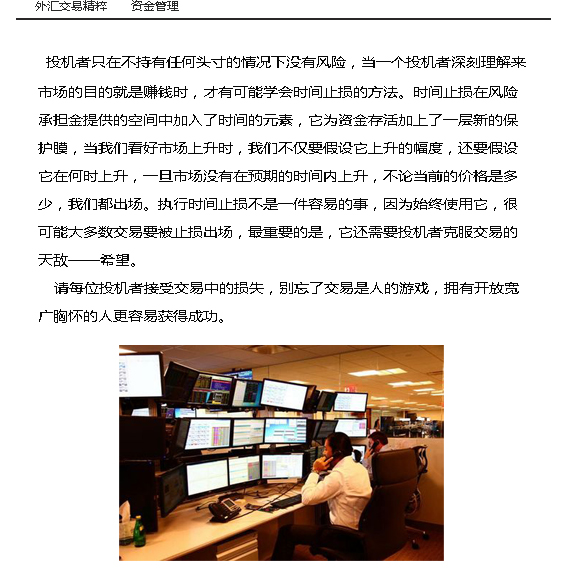 外汇交易精粹 资金管理
投机者只在不持有任何头寸的情况下没有风险，当一个投机者深刻理解来
市场的目的就是赚钱时，才有可能学会时间止损的方法。时间止损在风险
承担金提供的空间中加入了时间的元素，它为资金存活加上了一层新的保
护膜，当我们看好市场上升时，我们不仅要假设它上升的幅度，还要假设
它在何时上升，一旦市场没有在预期的时间内上升，不论当前的价格是多
少，我们都出场。执行时间止损不是一件容易的事，因为始终使用它，很
可能大多数交易要被止损出场，最重要的是，它还需要投机者克服交易的
天敌——希望。
请每位投机者接受交易中的损失，别忘了交易是人的游戏，拥有开放宽
广胸怀的人更容易获得成功。